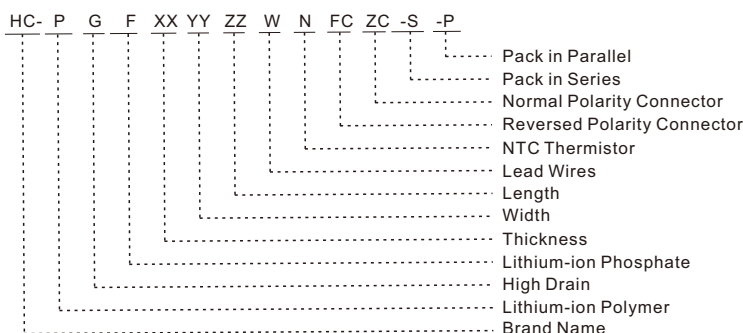 HC- P G F XX YY ZZ W N FC ZC -S -P
Pack in Parallel
Pack in Series
Normal Polarity Connector
Reversed Polarity Connector
NTC Thermistor
Lead Wires
Length
Width
Thickness
Lithium-ion Phosphate
High Drain
Lithium-ion Polymer
Brand Name